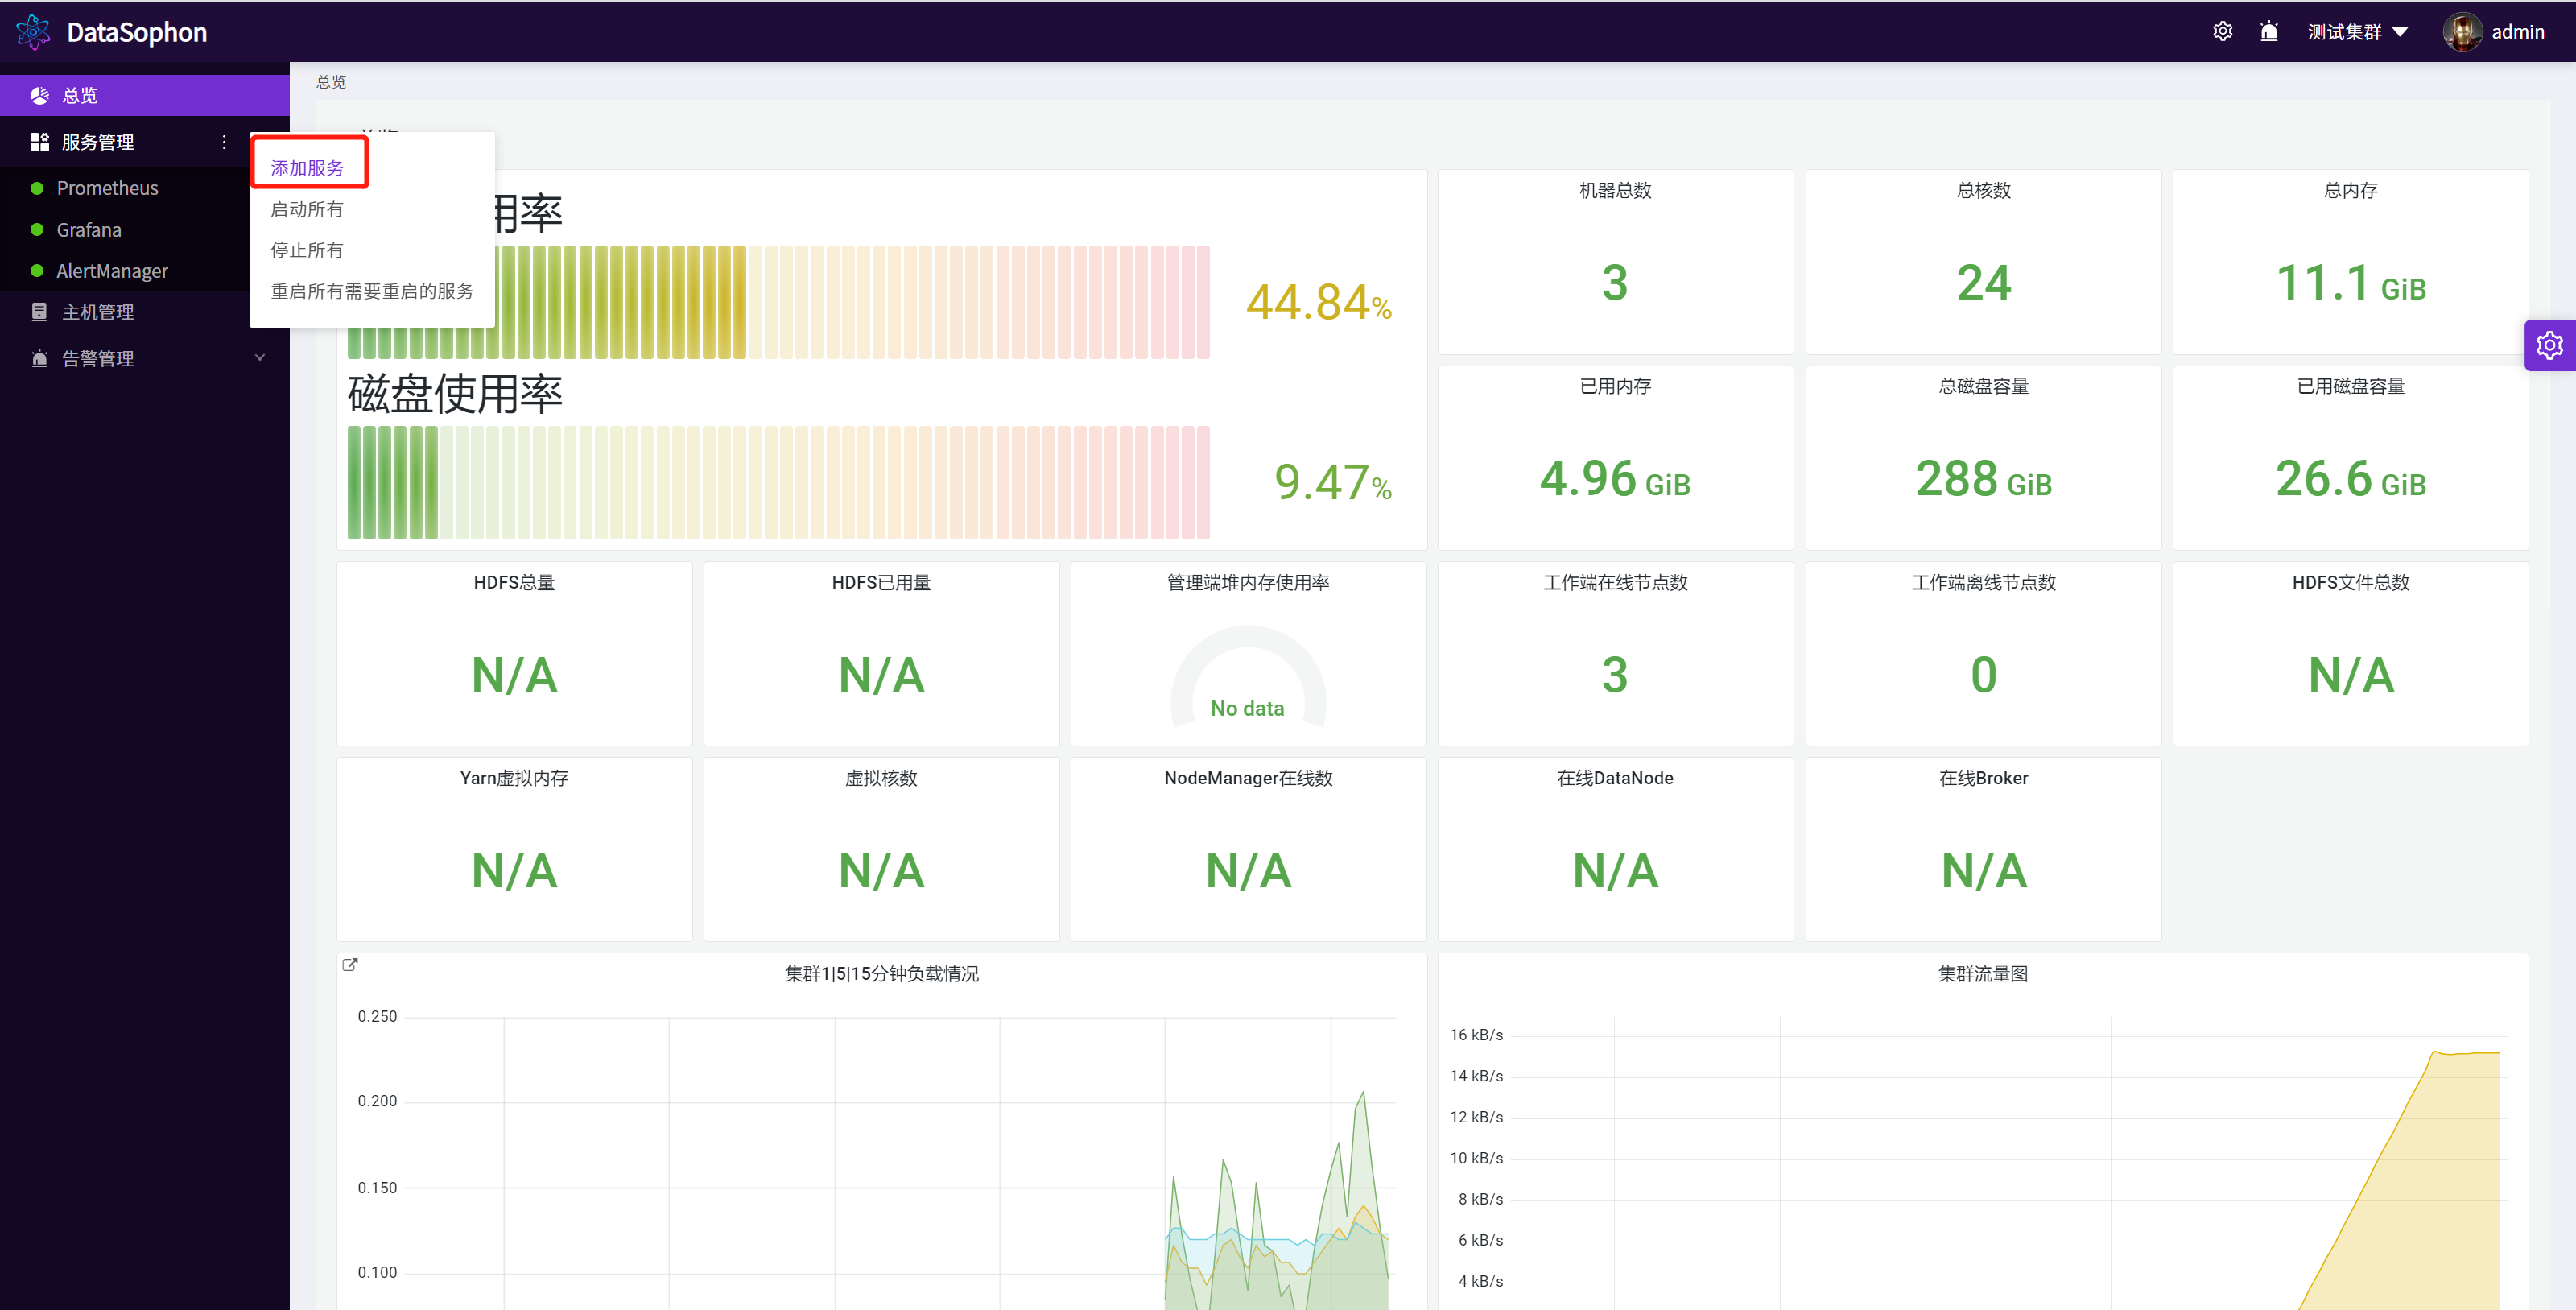 DataSophon
测试集群
admin
总览
总览
服务管理
Prometheus
Grafana
AlertManager
主机管理
告警管理
添加服务
启动所有
停止所有
重启所有需要重启的服务
用率
44.84%
磁盘使用率
9.47%
机器总数
3
总核数
24
总内存
11.1 GiB
已用内存
4.96 GiB
总磁盘容量
288 GiB
已用磁盘容量
26.6 GiB
HDFS总量
N/A
HDFS已用量
N/A
管理端堆内存使用率
No data
工作端在线节点数
3
工作端离线节点数
0
HDFS文件总数
N/A
Yarn虚拟内存
N/A
虚拟核数
N/A
NodeManager在线数
N/A
在线DataNode
N/A
在线Broker
N/A
集群1|5|15分钟负载情况
0.250
0.200
0.150
0.100
集群流量图
16 kB/s
14 kB/s
12 kB/s
10 kB/s
8 kB/s
6 kB/s
4 kB/s